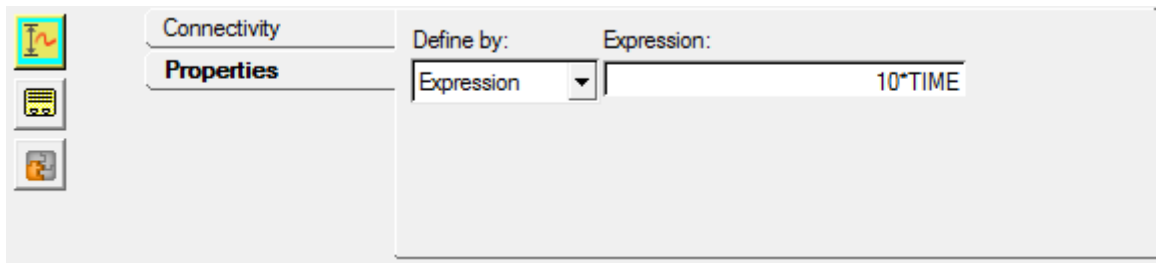 Connectivity
Properties
Define by:
Expression:
Expression
10*TIME